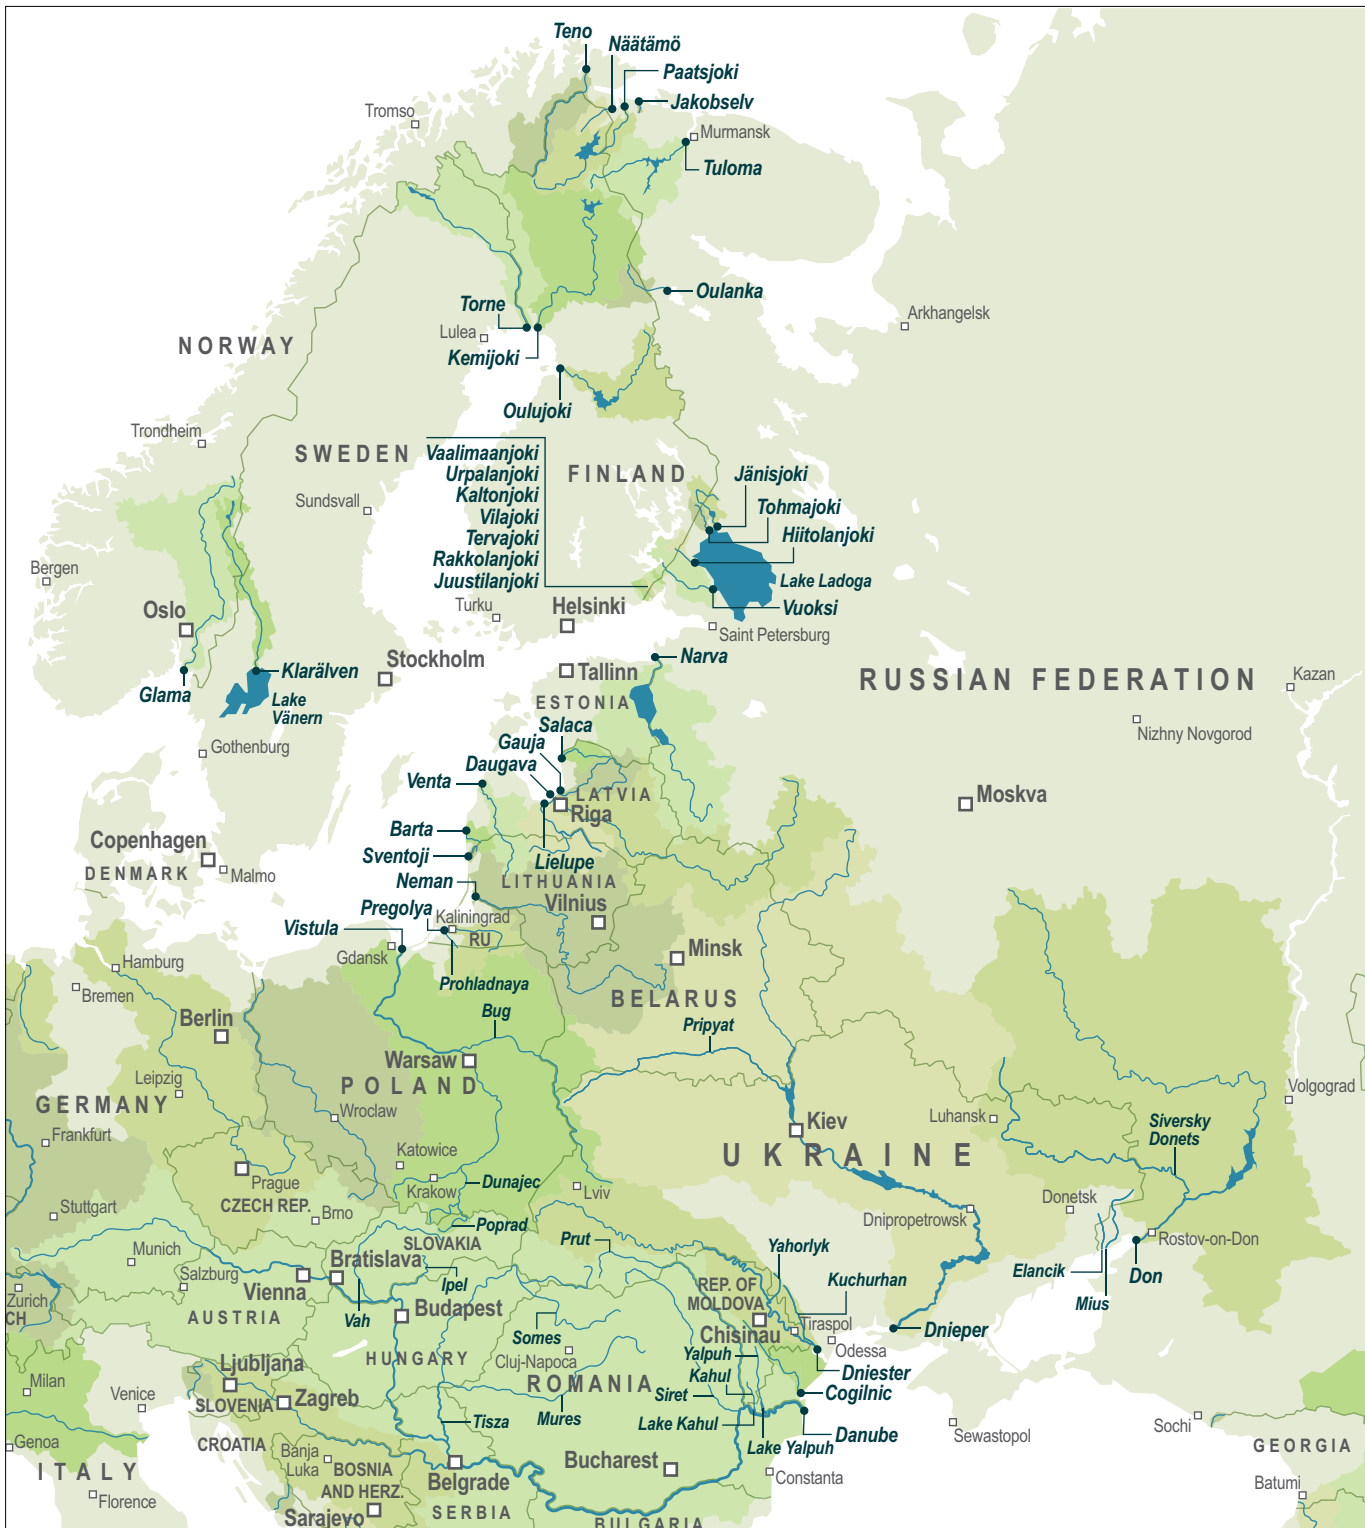 Teno
Näätämö
Paatsjoki
Jakobselv
Tromso
Murmansk
Tuloma
Oulanka
Torne
Lulea
Kemijoki
Arkhangelsk
NORWAY
Oulujoki
Trondheim
SWEDEN
Vaalimaanjoki
Urpalanjoki
Kaltonjoki
Vilajoki
Tervajoki
Rakkolanjoki
Juustilanjoki
FINLAND
Jänisjoki
Tohmajoki
Hiitolanjoki
Sundsvall
Bergen
Lake Ladoga
Vuoksi
Oslo
Turku
Helsinki
Saint Petersburg
Stockholm
Tallinn
Narva
Klarälven
Glama
Lake
Vänern
ESTONIA
RUSSIAN FEDERATION
Kazan
Nizhny Novgorod
Gothenburg
Salaca
Gauja
Daugava
Venta
LATVIA
Riga
Moskva
Barta
Copenhagen
DENMARK
Malmo
Sventoji
Lielupe
Neman
LITHUANIA
Vilnius
Pregolya
Kaliningrad
RU
Vistula
Gdansk
Minsk
Hamburg
Bremen
Prohladnaya
BELARUS
Bug
Pripyat
Berlin
Warsaw
POLAND
Leipzig
GERMANY
Wroclaw
Frankfurt
Kiev
Luhansk
Volgograd
Siversky
Donets
UKRAINE
Katowice
Krakow
Prague
CZECH REP.
Brno
Dunajec
Lviv
Donetsk
Stuttgart
Dnipropetrowsk
Poprad
Rostov-on-Don
Munich
SLOVAKIA
Bratislava
Prut
Yahorlyk
Salzburg
Vienna
Ipel
REP. OF
MOLDOVA
Kuchurhan
Elancik
Don
Mius
Zurich
CH
AUSTRIA
Vah
Budapest
Somes
Cluj-Napoca
Chisinau
Tiraspol
Odessa
Dnieper
HUNGARY
Ljubljana
SLOVENIA
Yalpuh
Kahul
Siret
Dniester
Cogilnic
Milan
Venice
Zagreb
ROMANIA
Tisza
Mures
Lake Kahul
Lake Yalpuh
Danube
Sewastopol
Sochi
Genoa
ITALY
CROATIA
Banja
Luka
BOSNIA
AND HERZ.
Belgrade
Bucharest
Constanta
GEORGIA
Batumi
Florence
Sarajevo
SERBIA
BULGARIA